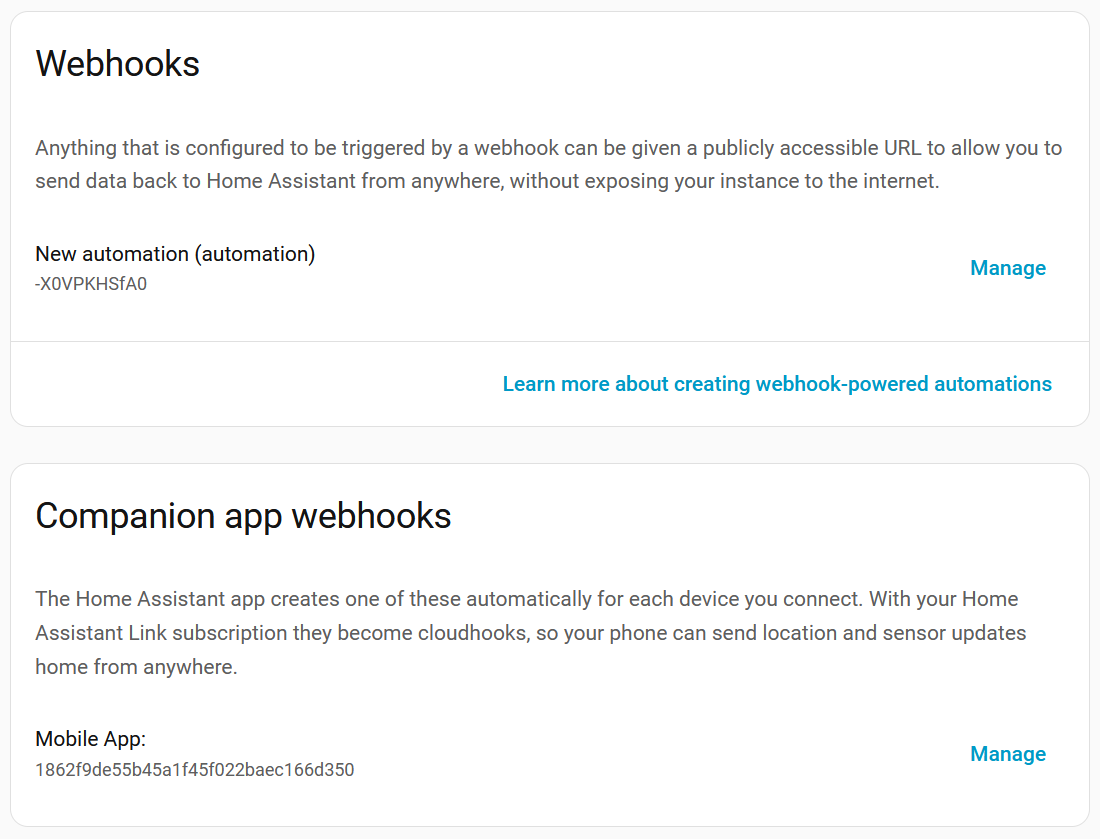 Webhooks
Anything that is configured to be triggered by a webhook can be given a publicly accessible URL to allow you to
send data back to Home Assistant from anywhere, without exposing your instance to the internet.
New automation (automation)
-X0VPKHSfA0
Manage
Learn more about creating webhook-powered automations
Companion app webhooks
The Home Assistant app creates one of these automatically for each device you connect. With your Home
Assistant Link subscription they become cloudhooks, so your phone can send location and sensor updates
home from anywhere.
Mobile App:
1862f9de55b45a1f45f022baec166d350
Manage